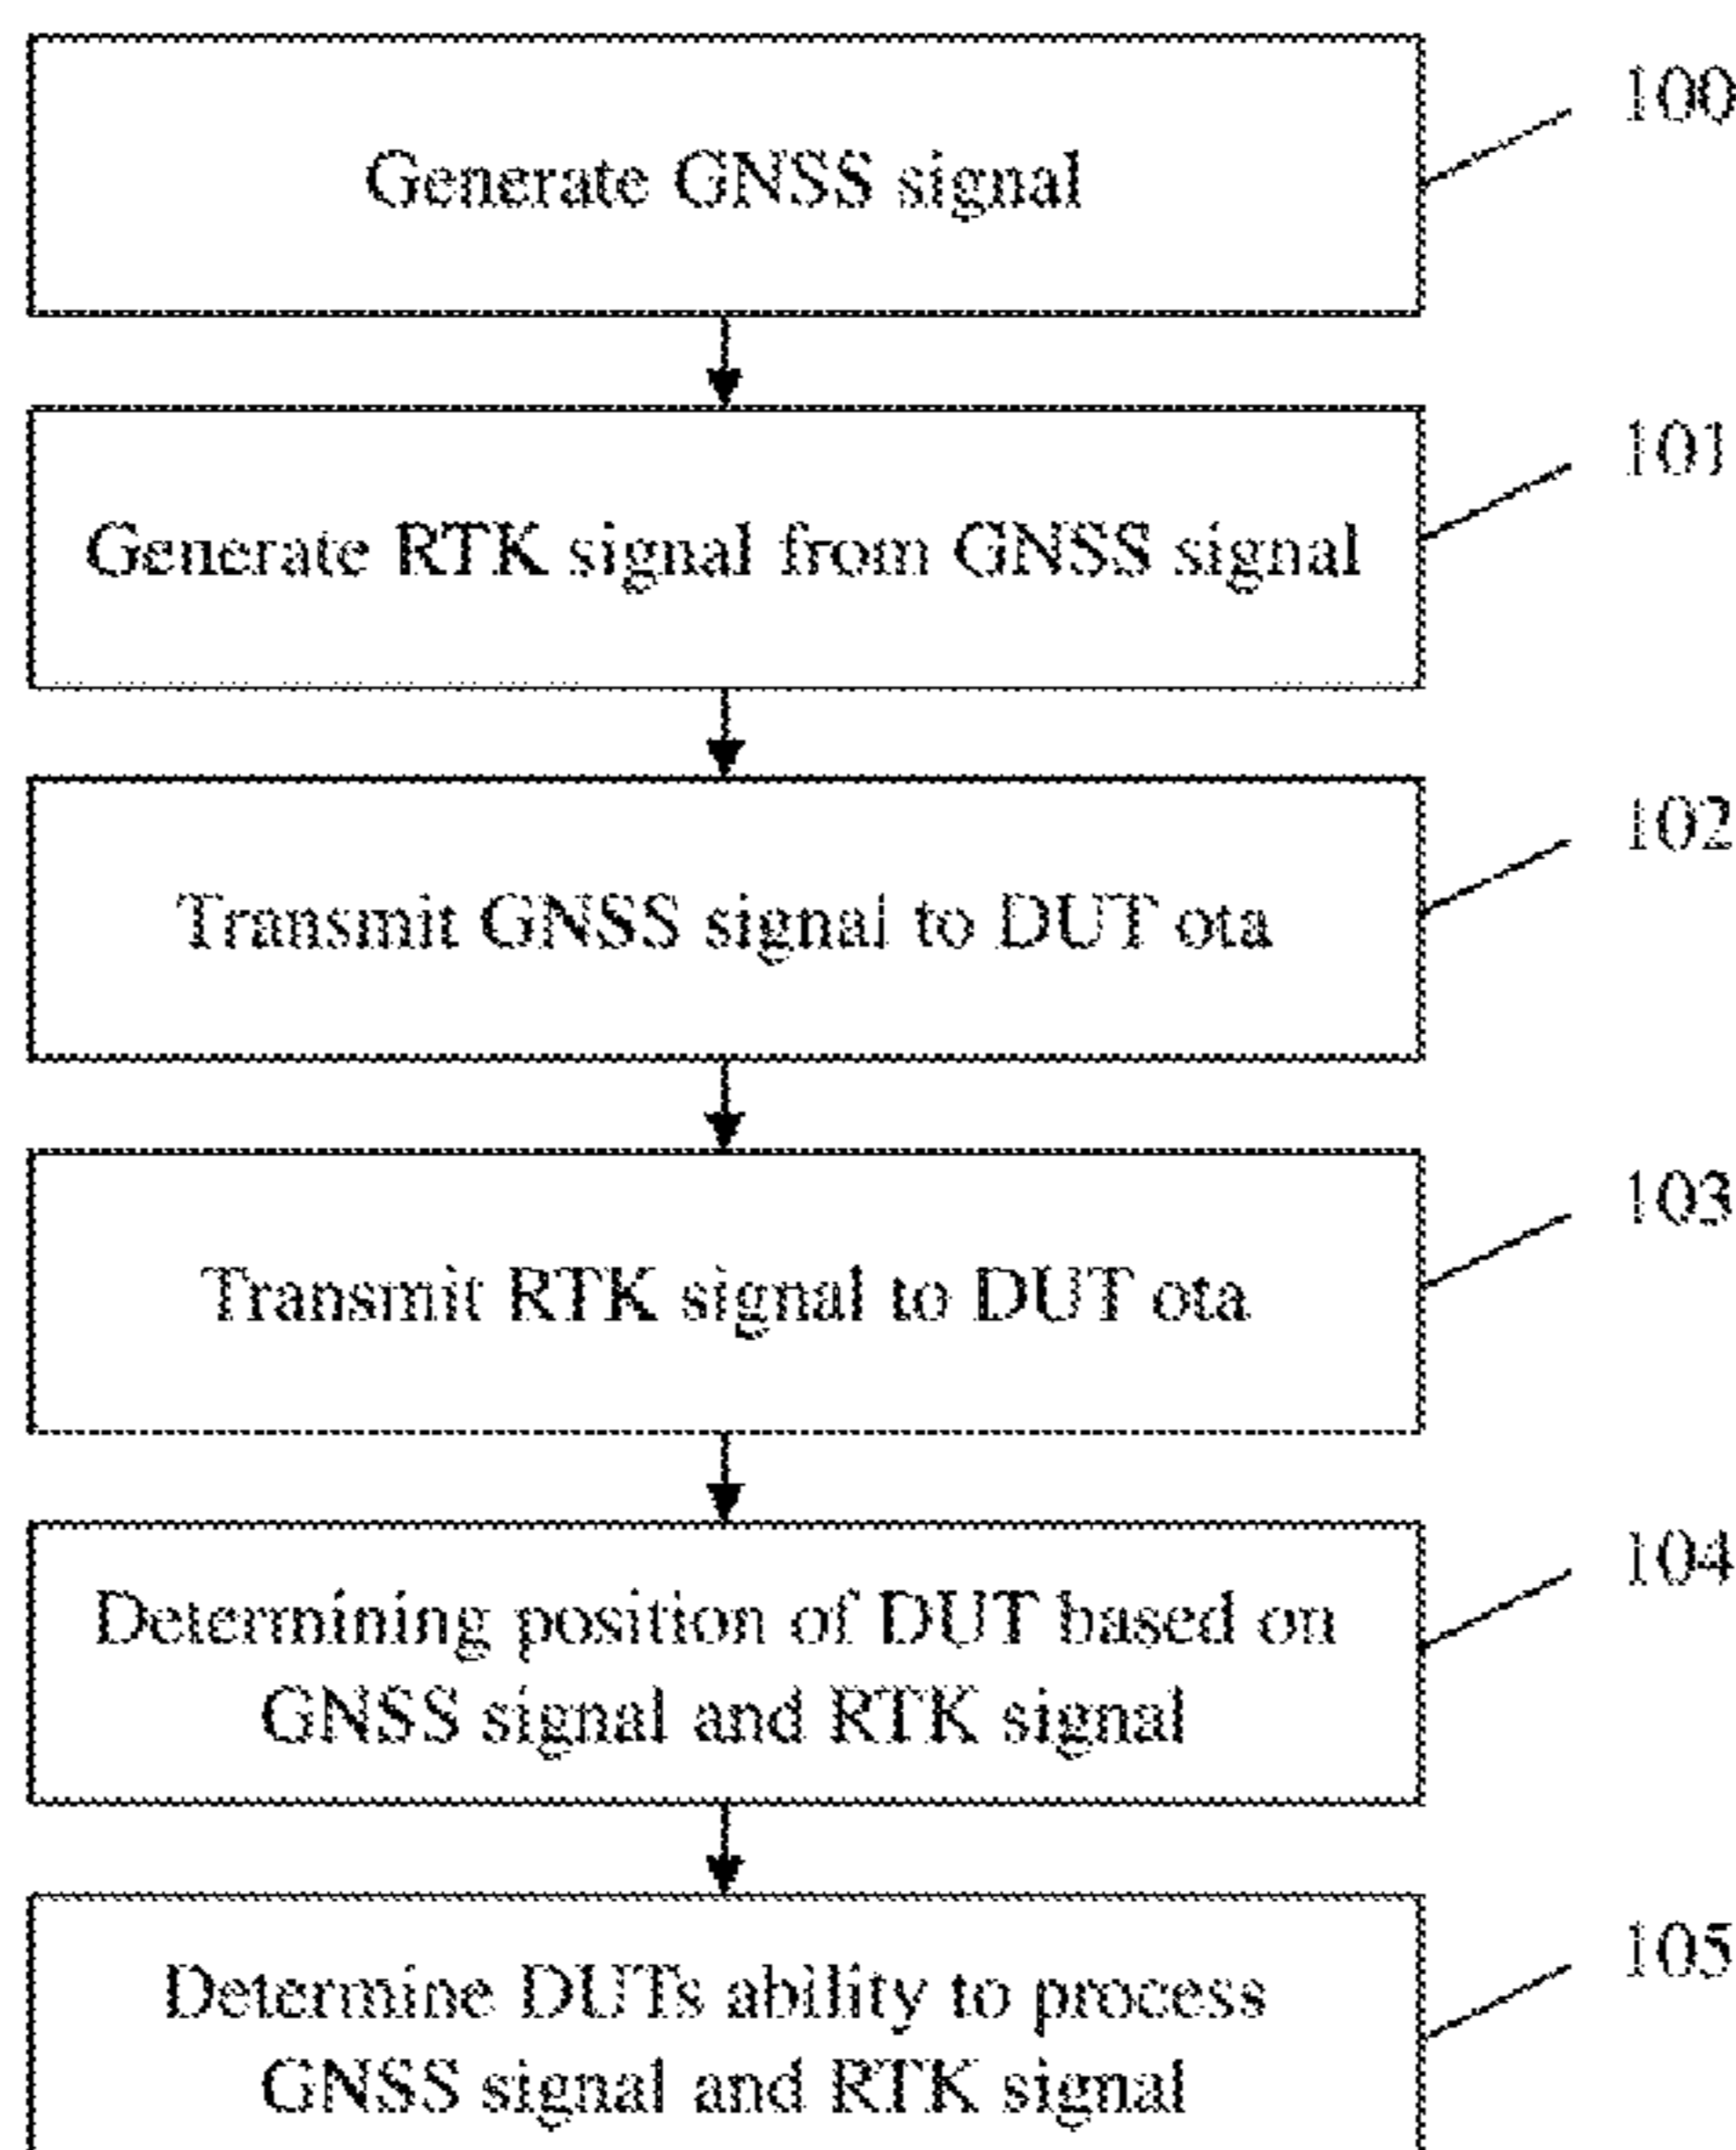 100
Generate GNSS signal
101
Generate RTK signal from GNSS signal
102
Transmit GNSS signal to DUT ota
103
Transmit RTK signal to DUT ota
104
Determining position of DUT based on
GNSS signal and RTK signal
105
Determine DUTs ability to process
GNSS signal and RTK signal